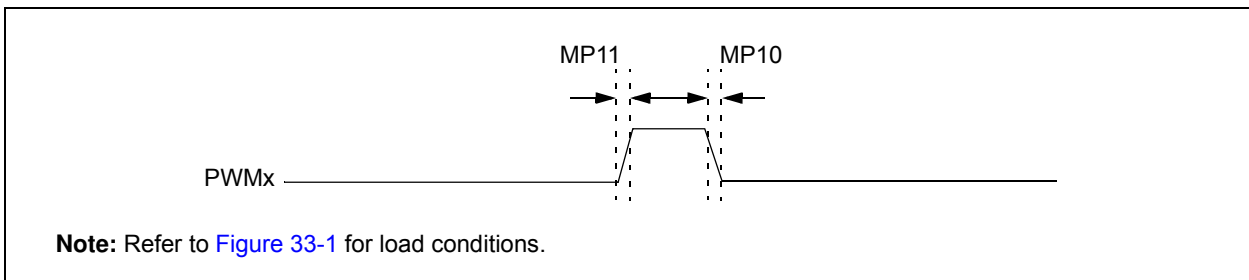 MP11 MP10
PWMx
Note: Refer to Figure 33-1 for load conditions.